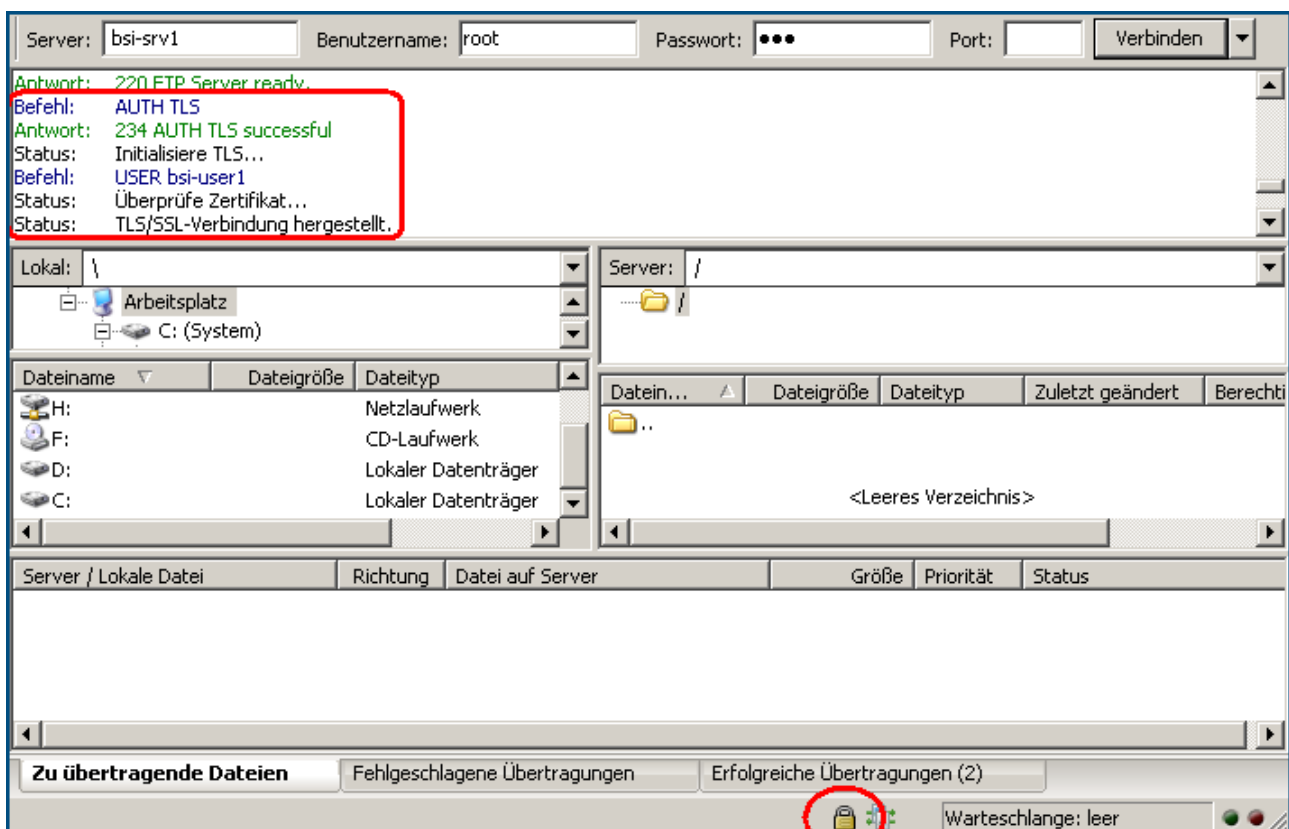 Server: bsi-srv1 Benutzername: root Passwort: ●●● Port: Verbinden
Antwort: 220 FTP Server ready.
Befehl: AUTH TLS
Antwort: 234 AUTH TLS successful
Status: Initialisiere TLS...
Befehl: USER bsi-user1
Status: Überprüfe Zertifikat...
Status: TLS/SSL-Verbindung hergestellt.
Lokal: \
Arbeitsplatz
C: (System)
Server: /
/
Dateiname Dateigröße Dateityp
H: Netzlaufwerk
F: CD-Laufwerk
D: Lokaler Datenträger
C: Lokaler Datenträger
Datein... Dateigröße Dateityp Zuletzt geändert Berechti
..
<Leeres Verzeichnis>
Server / Lokale Datei Richtung Datei auf Server Größe Priorität Status
Zu übertragende Dateien Fehlgeschlagene Übertragungen Erfolgreiche Übertragungen (2)
Warteschlange: leer